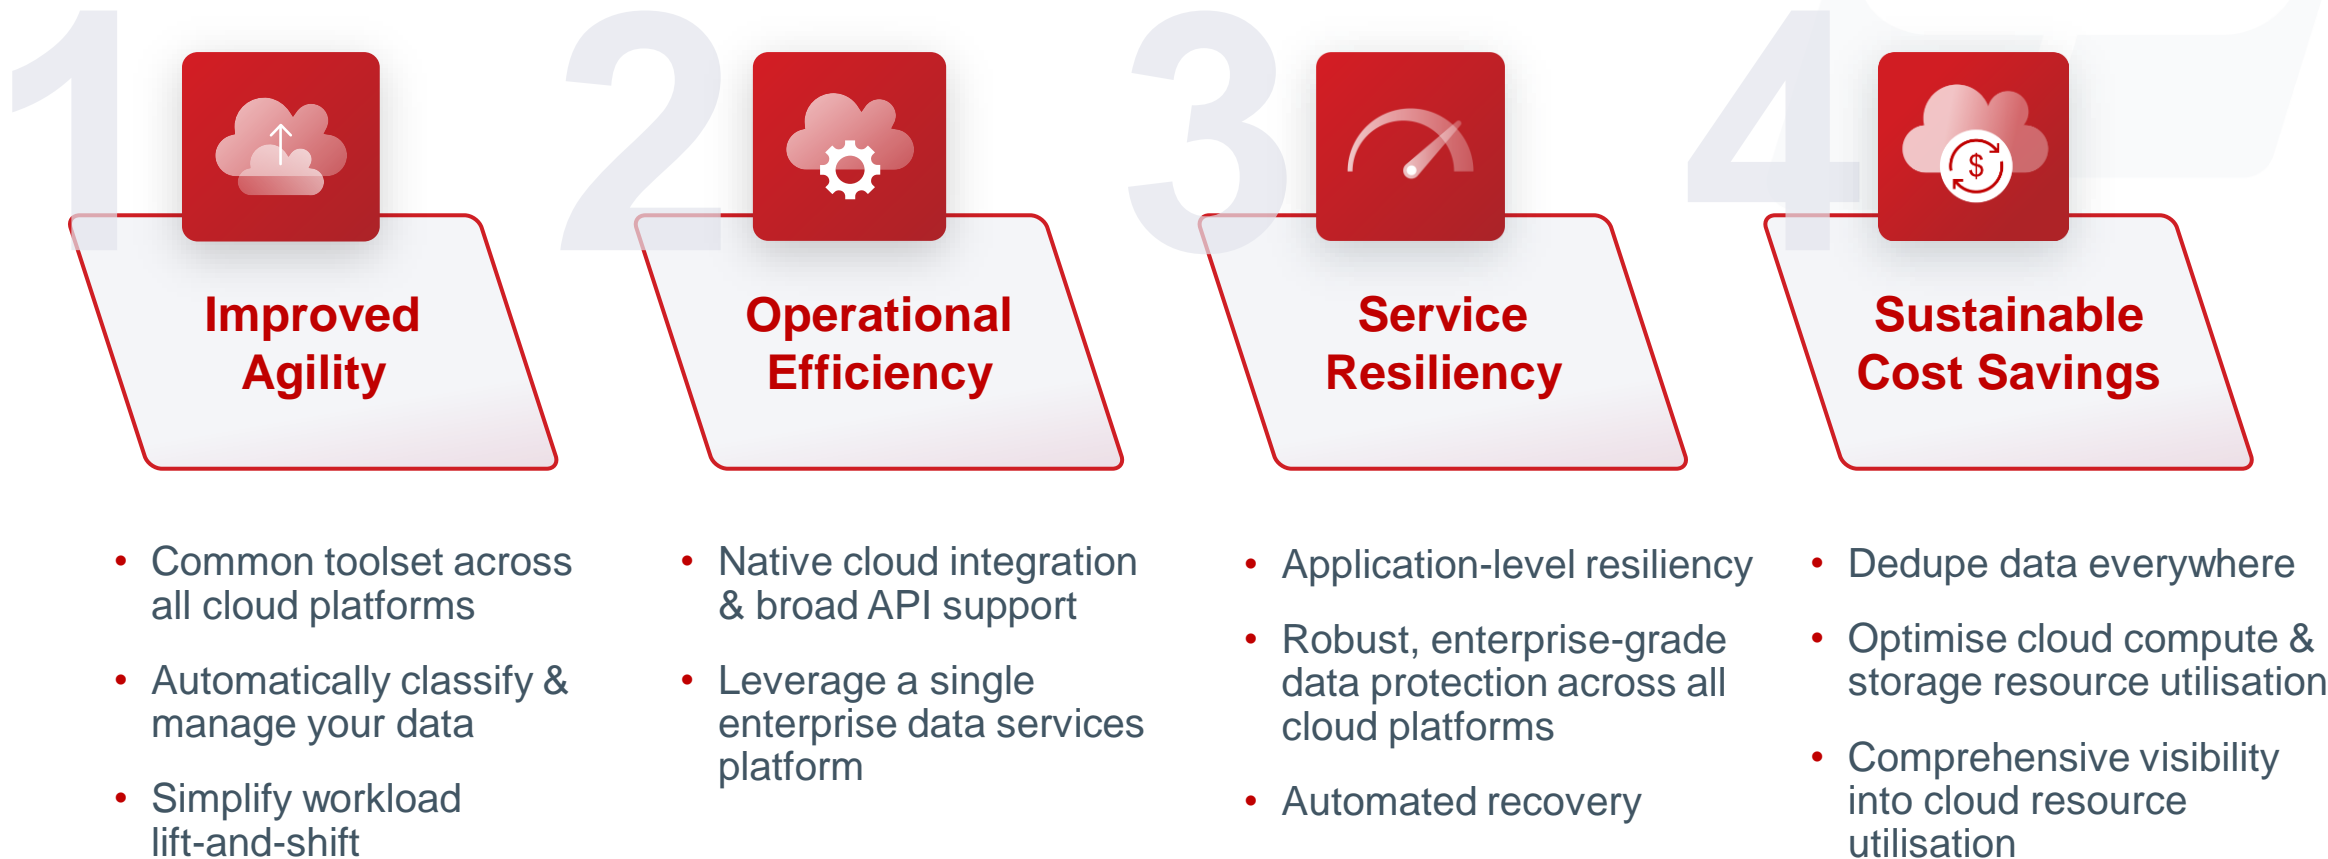 1
Improved
Agility
• Common toolset across
all cloud platforms
• Automatically classify &
manage your data
• Simplify workload
lift-and-shift
2
Operational
Efficiency
• Native cloud integration
& broad API support
• Leverage a single
enterprise data services
platform
3
Service
Resiliency
• Application-level resiliency
• Robust, enterprise-grade
data protection across all
cloud platforms
• Automated recovery
4
$
Sustainable
Cost Savings
• Dedupe data everywhere
• Optimise cloud compute &
storage resource utilisation
• Comprehensive visibility
into cloud resource
utilisation